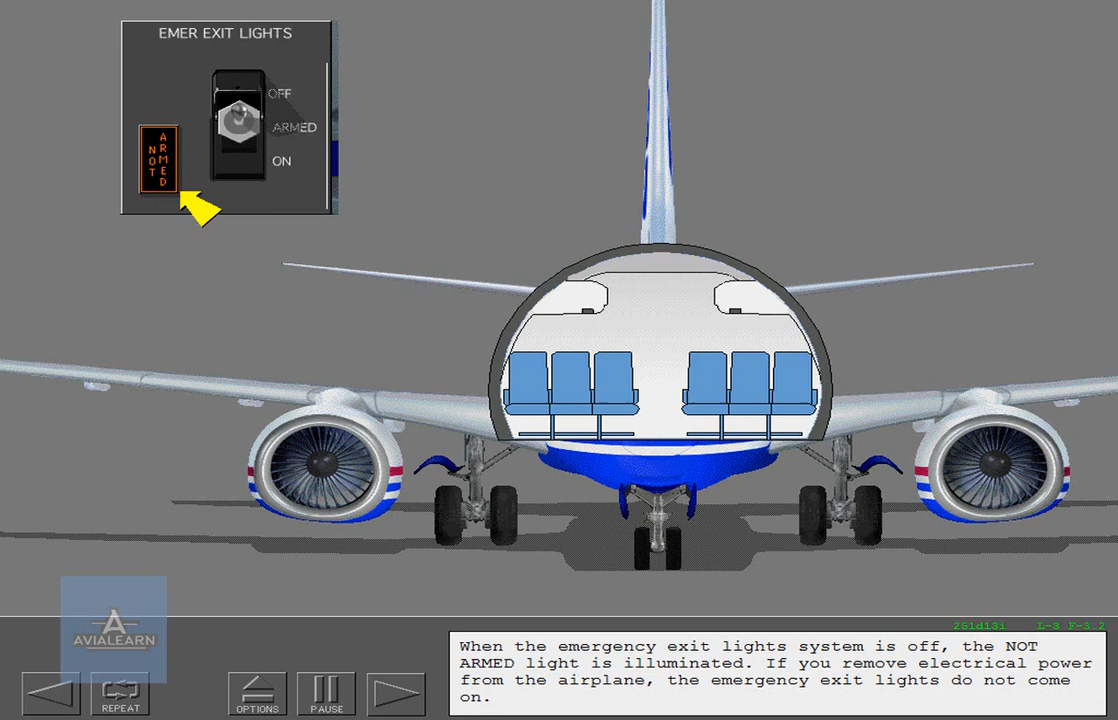 EMER EXIT LIGHTS
OFF
ARMED
ON
NOT ARMED
251d13i L-3 F-3.2
When the emergency exit lights system is off, the NOT
ARMED light is illuminated. If you remove electrical power
from the airplane, the emergency exit lights do not come
on.
A
AVIALEARN
REPEAT
OPTIONS
PAUSE